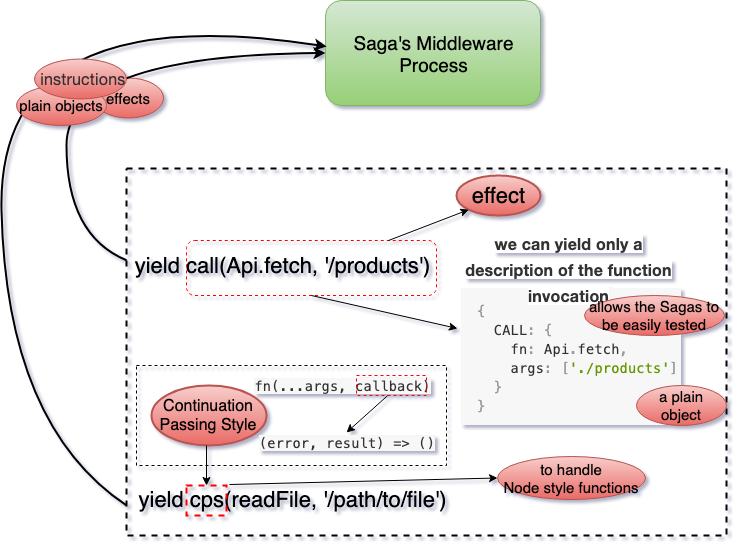 Saga's Middleware
Process
instructions
plain objects
effects
effect
yield call(Api.fetch, '/products')
we can yield only a
description of the function
invocation
allows the Sagas to
be easily tested
{
CALL: {
fn: Api.fetch,
args: ['./products']
}
}
a plain
object
fn(...args, callback)
Continuation
Passing Style
(error, result) => ()
to handle
Node style functions
yield cps(readFile, '/path/to/file')